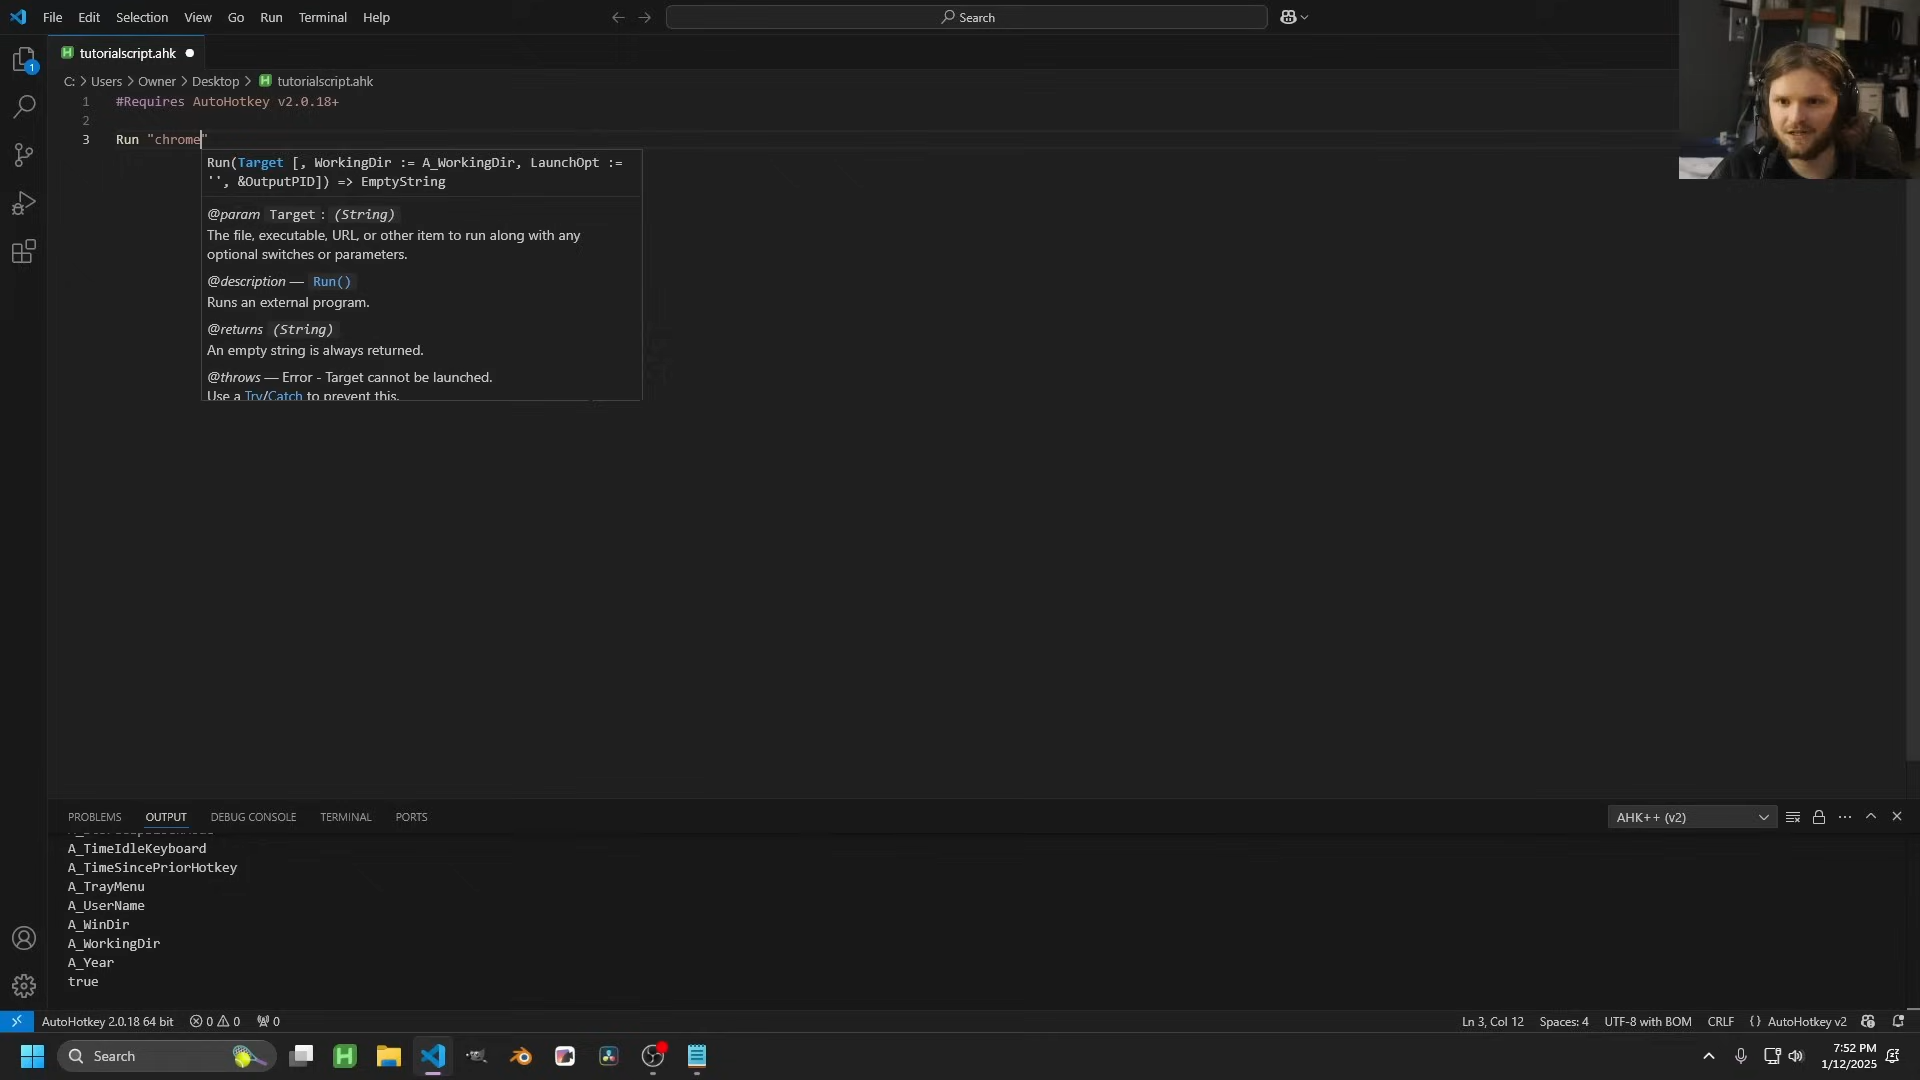 File Edit Selection View Go Run Terminal Help
Search
tutorialscript.ahk
C: > Users > Owner > Desktop > tutorialscript.ahk
1 #Requires AutoHotkey v2.0.18+
2
3 Run "chrome"
Run(Target [, WorkingDir := A_WorkingDir, LaunchOpt :=
'', &OutputPID]) => EmptyString
@param Target : (String)
The file, executable, URL, or other item to run along with any
optional switches or parameters.
@description — Run()
Runs an external program.
@returns (String)
An empty string is always returned.
@throws — Error - Target cannot be launched.
Use a Try/Catch to prevent this.
PROBLEMS OUTPUT DEBUG CONSOLE TERMINAL PORTS
AHK++ (v2)
A_TimeIdleKeyboard
A_TimeSincePriorHotkey
A_TrayMenu
A_UserName
A_WinDir
A_WorkingDir
A_Year
true
AutoHotkey 2.0.18 64 bit 0 0 0
Ln 3, Col 12 Spaces: 4 UTF-8 with BOM CRLF {} AutoHotkey v2
Search
7:52 PM
1/12/2025